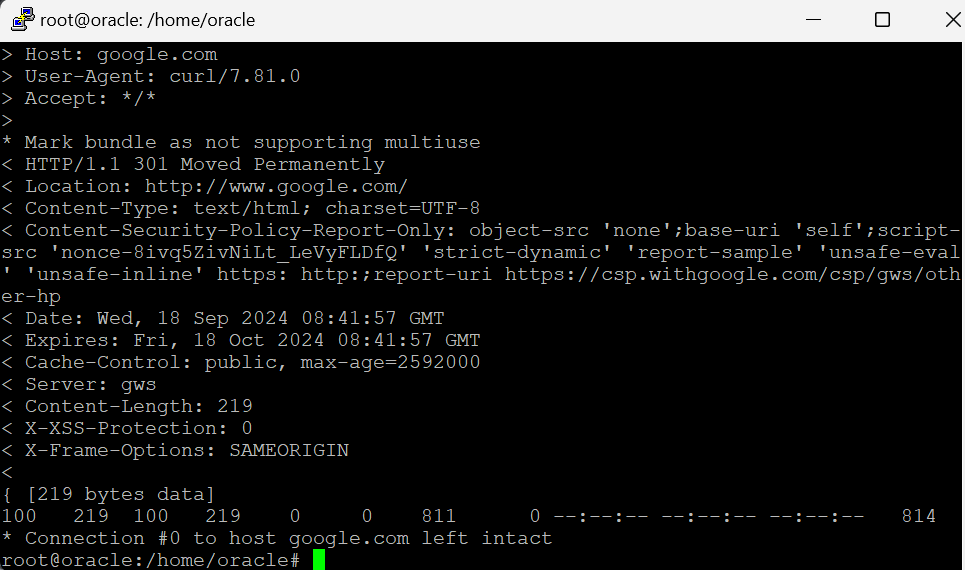 root@oracle: /home/oracle
> Host: google.com
> User-Agent: curl/7.81.0
> Accept: */*
>
* Mark bundle as not supporting multiuse
< HTTP/1.1 301 Moved Permanently
< Location: http://www.google.com/
< Content-Type: text/html; charset=UTF-8
< Content-Security-Policy-Report-Only: object-src 'none';base-uri 'self';script-
src 'nonce-8ivq5ZivNiLt_LeVyFLDfQ' 'strict-dynamic' 'report-sample' 'unsafe-eval
' 'unsafe-inline' https: http:;report-uri https://csp.withgoogle.com/csp/gws/oth
er-hp
< Date: Wed, 18 Sep 2024 08:41:57 GMT
< Expires: Fri, 18 Oct 2024 08:41:57 GMT
< Cache-Control: public, max-age=2592000
< Server: gws
< Content-Length: 219
< X-XSS-Protection: 0
< X-Frame-Options: SAMEORIGIN
<
{ [219 bytes data]
100   219  100   219    0     0    811      0 --:--:-- --:--:-- --:--:--   814
* Connection #0 to host google.com left intact
root@oracle:/home/oracle#